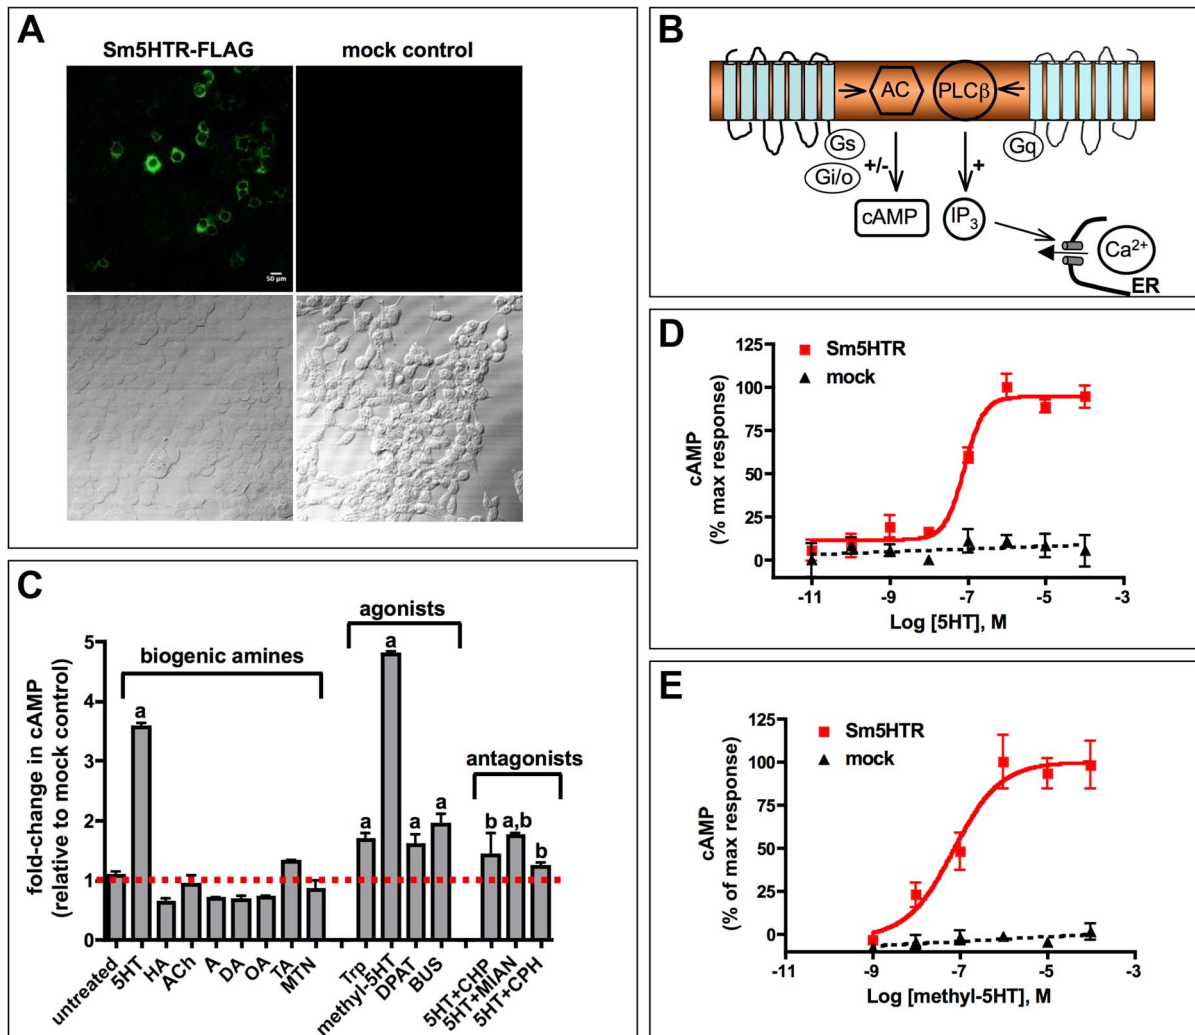 A
Sm5HTR-FLAG
mock control
50 µm
B
AC
PLCβ
Gs
Gi/o
Gq
+/-
+
cAMP
IP3
Ca2+
ER
C
fold-change in cAMP
(relative to mock control)
5
4
3
2
1
0
biogenic amines
agonists
antagonists
a
a
a
a
a
b
a,b
b
untreated
5HT
HA
ACh
A
DA
OA
TA
MTN
Trp
methyl-5HT
DPAT
BUS
5HT+CHP
5HT+MIAN
5HT+CPH
D
Sm5HTR
mock
cAMP
(% max response)
125
100
75
50
25
0
-11
-9
-7
-5
-3
Log [5HT], M
E
Sm5HTR
mock
cAMP
(% of max response)
125
100
75
50
25
0
-11
-9
-7
-5
-3
Log [methyl-5HT], M